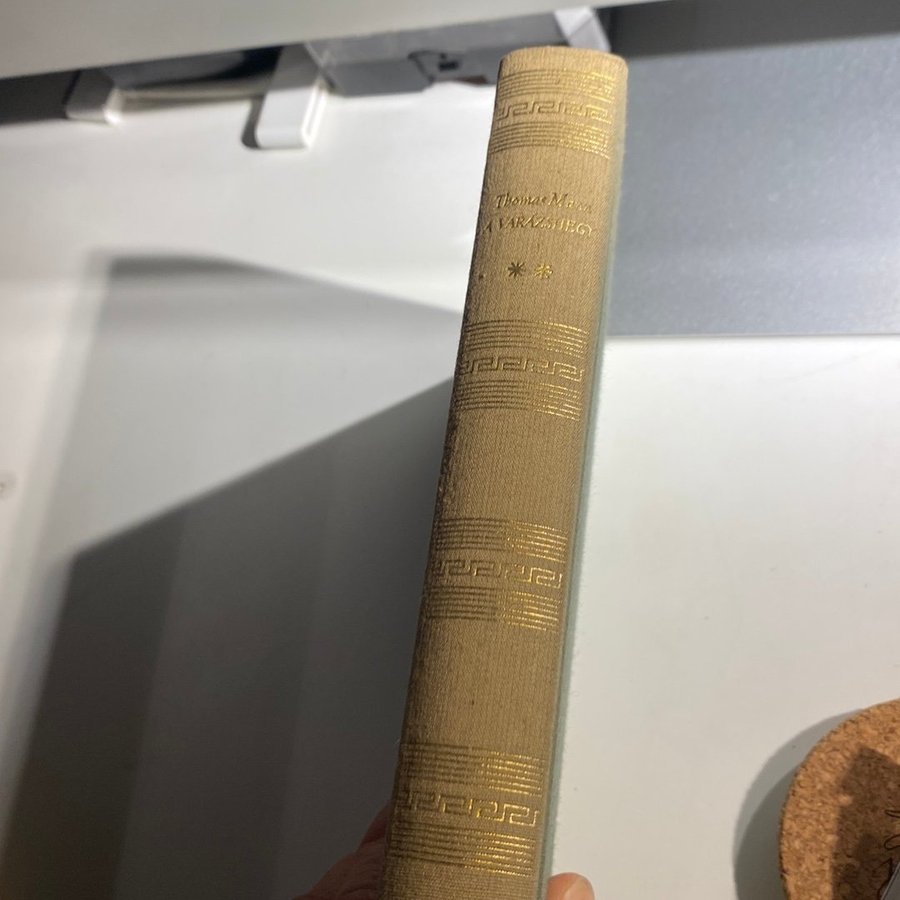 Thomas Mann
A VARÁZSHEGY
* *